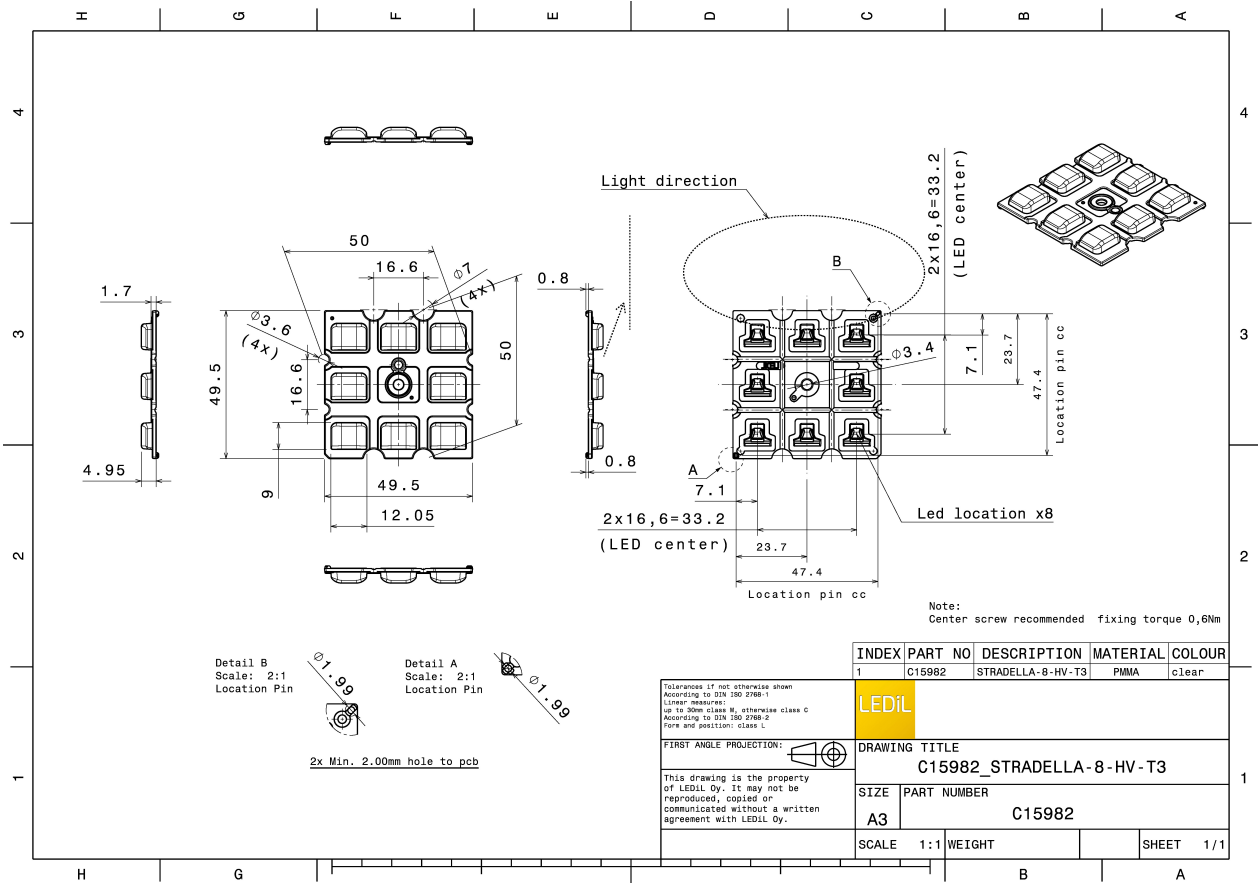 H G F E D C B A
4
4
Light direction
2x16,6=33.2
(LED center)
50
16.6
⌀7
(4x)
B
0.8
1.7
⌀3.6
(4x)
3
3
49.5
16.6
50
⌀3.4
7.1
23.7
47.4
Location pin cc
4.95
9
49.5
12.05
0.8
A
7.1
2x16,6=33.2
(LED center)
23.7
47.4
Location pin cc
Led location x8
2
2
Note:
Center screw recommended fixing torque 0,6Nm
Detail B
Scale: 2:1
Location Pin
⌀1.99
Detail A
Scale: 2:1
Location Pin
⌀1.99
2x Min. 2.00mm hole to pcb
INDEX PART NO DESCRIPTION MATERIAL COLOUR
1 C15982 STRADELLA-8-HV-T3 PMMA clear
Tolerances if not otherwise shown
According to DIN ISO 2768-1
Linear measures:
up to 30mm class M, otherwise class C
According to DIN ISO 2768-2
Form and position: class L
LEDiL
FIRST ANGLE PROJECTION:
DRAWING TITLE
C15982_STRADELLA-8-HV-T3
This drawing is the property
of LEDiL Oy. It may not be
reproduced, copied or
communicated without a written
agreement with LEDiL Oy.
SIZE PART NUMBER
A3 C15982
SCALE 1:1 WEIGHT SHEET 1/1
1
1
H G B A